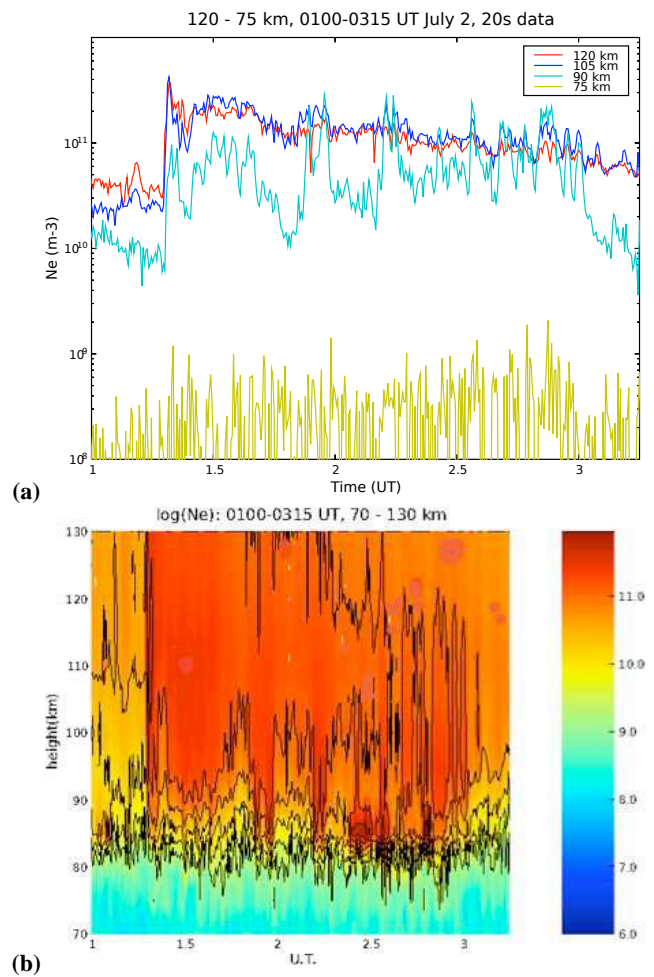 120 - 75 km, 0100-0315 UT July 2, 20s data
120 km
105 km
90 km
75 km
10¹¹
10¹⁰
10⁹
10⁸
Ne (m-3)
1
1.5
2
2.5
3
Time (UT)
(a)
log(Ne): 0100-0315 UT, 70 - 130 km
130
120
110
100
90
80
70
height(km)
1
1.5
2
2.5
3
U.T.
11.0
10.0
9.0
8.0
7.0
6.0
(b)